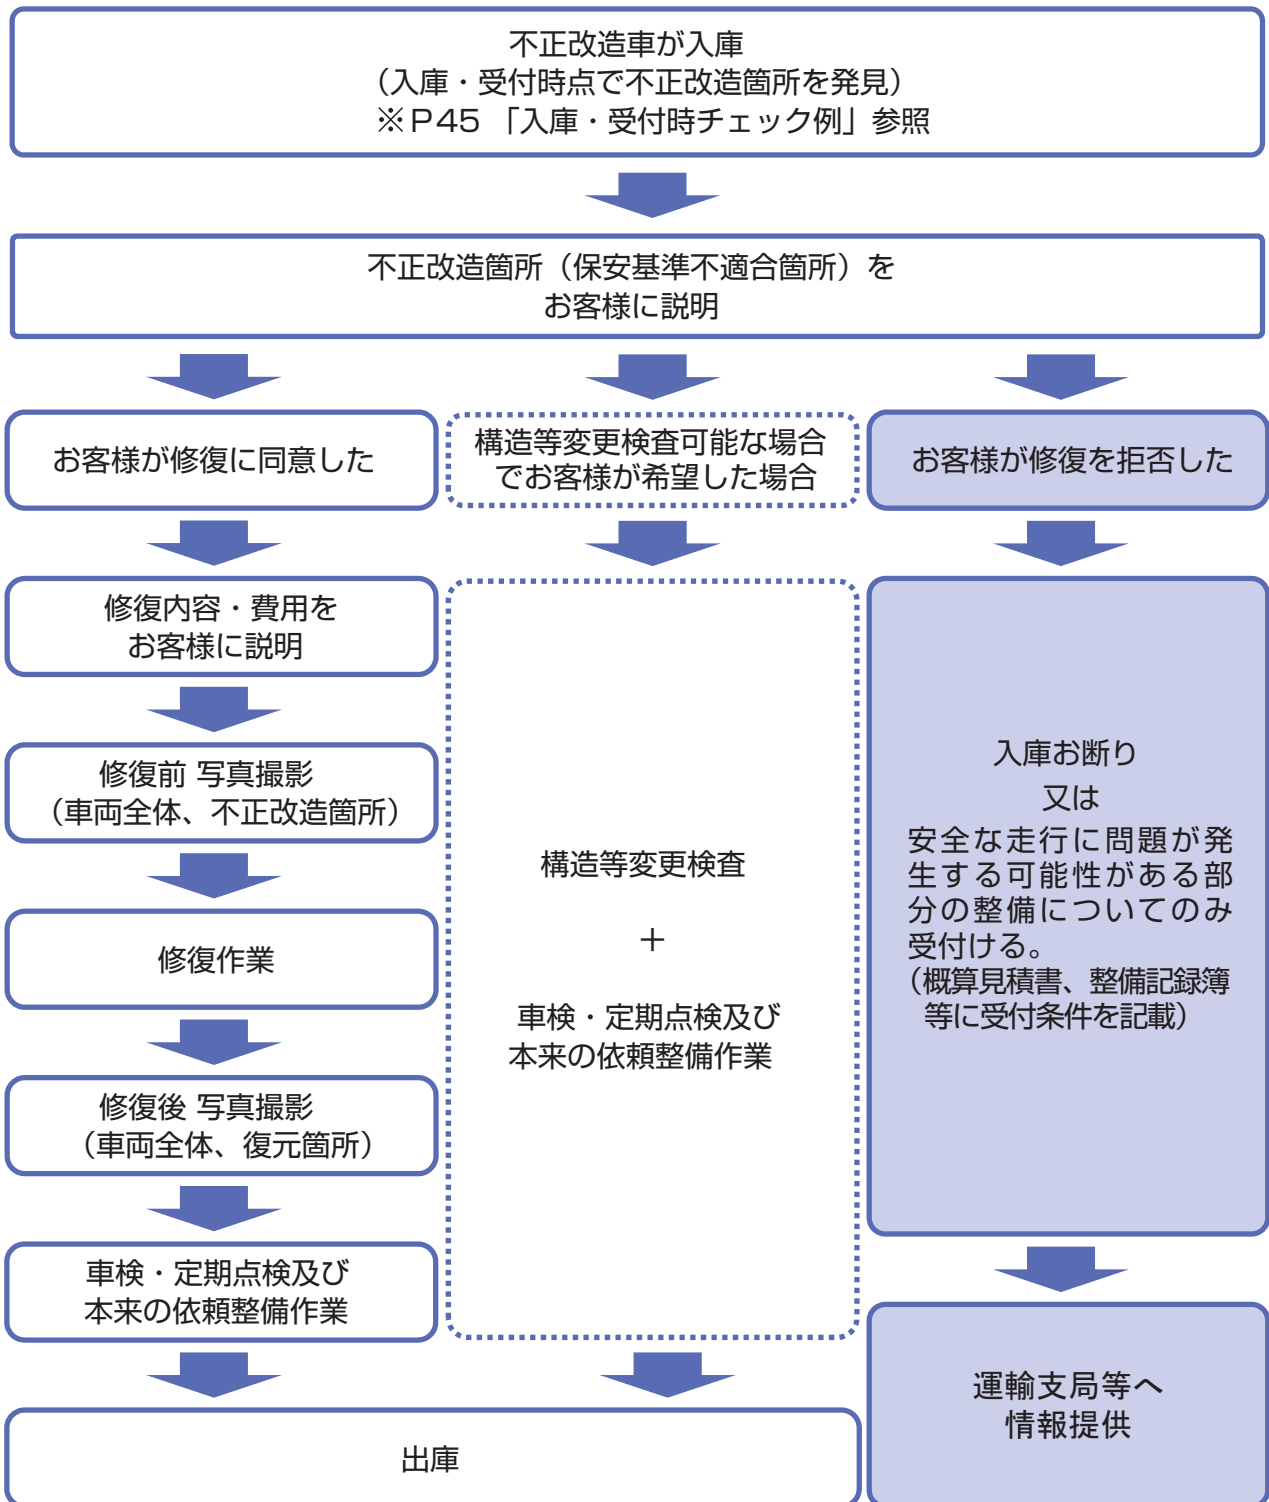 不正改造車が入庫
（入庫・受付時点で不正改造箇所を発見）
※Ｐ45 「入庫・受付時チェック例」参照
不正改造箇所（保安基準不適合箇所）を
お客様に説明
お客様が修復に同意した
構造等変更検査可能な場合
でお客様が希望した場合
お客様が修復を拒否した
修復内容・費用を
お客様に説明
修復前 写真撮影
（車両全体、不正改造箇所）
修復作業
修復後 写真撮影
（車両全体、復元箇所）
車検・定期点検及び
本来の依頼整備作業
構造等変更検査
＋
車検・定期点検及び
本来の依頼整備作業
入庫お断り
又は
安全な走行に問題が発
生する可能性がある部
分の整備についてのみ
受付ける。
（概算見積書、整備記録簿
等に受付条件を記載）
出庫
運輸支局等へ
情報提供